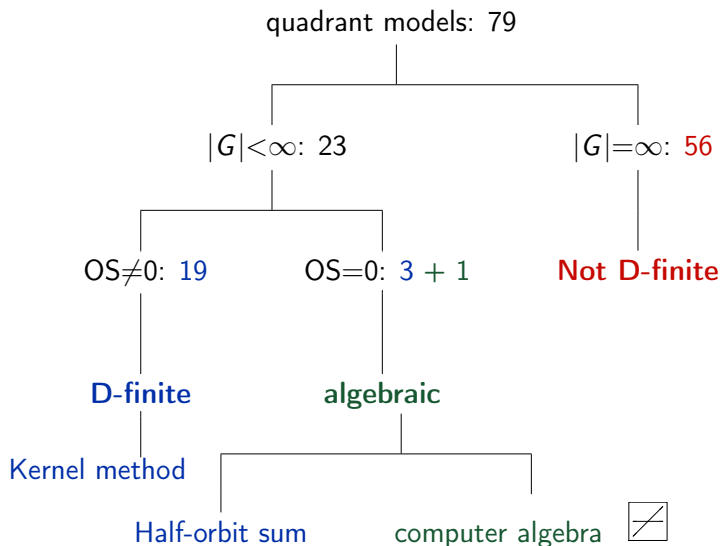 quadrant models: 79
|G|<∞: 23
|G|=∞: 56
OS≠0: 19
OS=0: 3 + 1
Not D-finite
D-finite
algebraic
Kernel method
Half-orbit sum
computer algebra